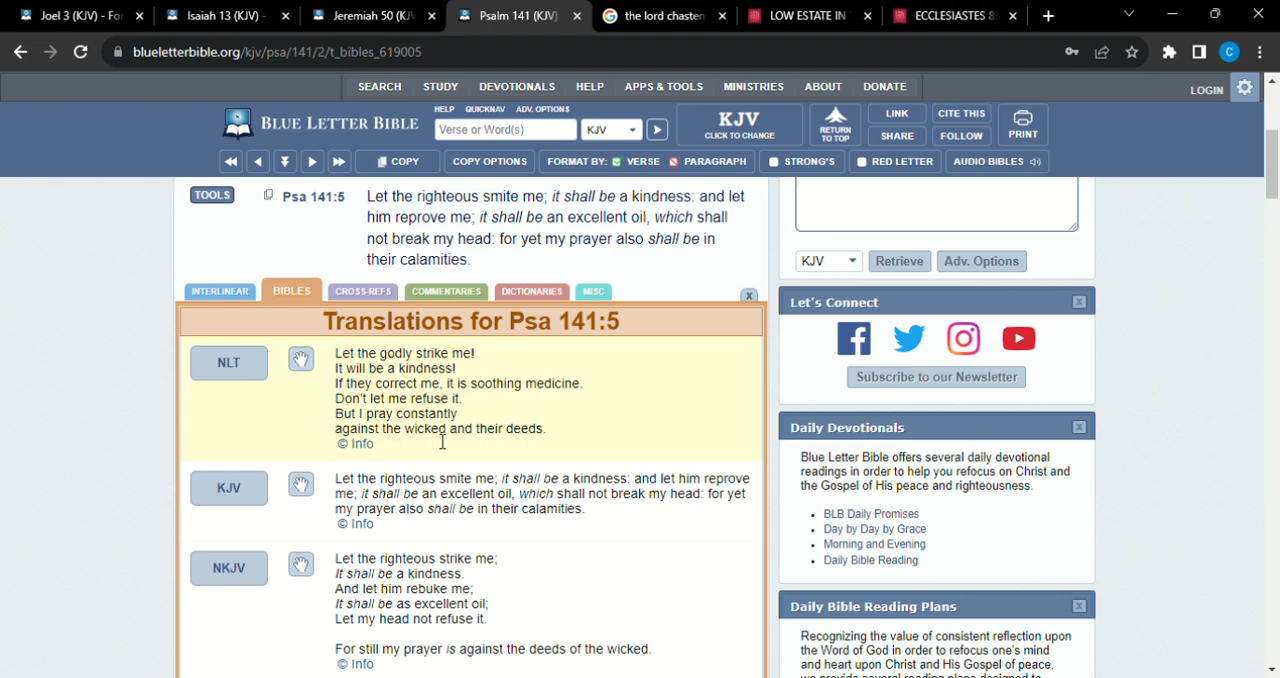 Joel 3 (KJV) - For
Isaiah 13 (KJV) -
Jeremiah 50 (KJV
Psalm 141 (KJV)
the lord chasten
LOW ESTATE IN
ECCLESIASTES 8:
blueletterbible.org/kjv/psa/141/2/t_bibles_619005
C
SEARCH STUDY DEVOTIONALS HELP APPS & TOOLS MINISTRIES ABOUT DONATE
LOGIN
BLUE LETTER BIBLE
HELP QUICKNAV ADV. OPTIONS
Verse or Word(s)
KJV
KJV
CLICK TO CHANGE
RETURN
TO TOP
LINK
CITE THIS
SHARE
FOLLOW
PRINT
COPY
COPY OPTIONS
FORMAT BY: VERSE PARAGRAPH
STRONG'S
RED LETTER
AUDIO BIBLES
TOOLS
Psa 141:5
Let the righteous smite me; it shall be a kindness: and let
him reprove me; it shall be an excellent oil, which shall
not break my head: for yet my prayer also shall be in
their calamities.
INTERLINEAR
BIBLES
CROSS-REFS
COMMENTARIES
DICTIONARIES
MISC
X
Translations for Psa 141:5
NLT
Let the godly strike me!
It will be a kindness!
If they correct me, it is soothing medicine.
Don't let me refuse it.
But I pray constantly
against the wicked and their deeds.
© Info
KJV
Let the righteous smite me; it shall be a kindness: and let him reprove
me; it shall be an excellent oil, which shall not break my head: for yet
my prayer also shall be in their calamities.
© Info
NKJV
Let the righteous strike me;
It shall be a kindness.
And let him rebuke me;
It shall be as excellent oil;
Let my head not refuse it.
For still my prayer is against the deeds of the wicked.
© Info
KJV
Retrieve
Adv. Options
Let's Connect
X
Subscribe to our Newsletter
Daily Devotionals
X
Blue Letter Bible offers several daily devotional
readings in order to help you refocus on Christ and
the Gospel of His peace and righteousness.
BLB Daily Promises
Day by Day by Grace
Morning and Evening
Daily Bible Reading
Daily Bible Reading Plans
X
Recognizing the value of consistent reflection upon
the Word of God in order to refocus one's mind
and heart upon Christ and His Gospel of peace,
we provide several reading plans designed to